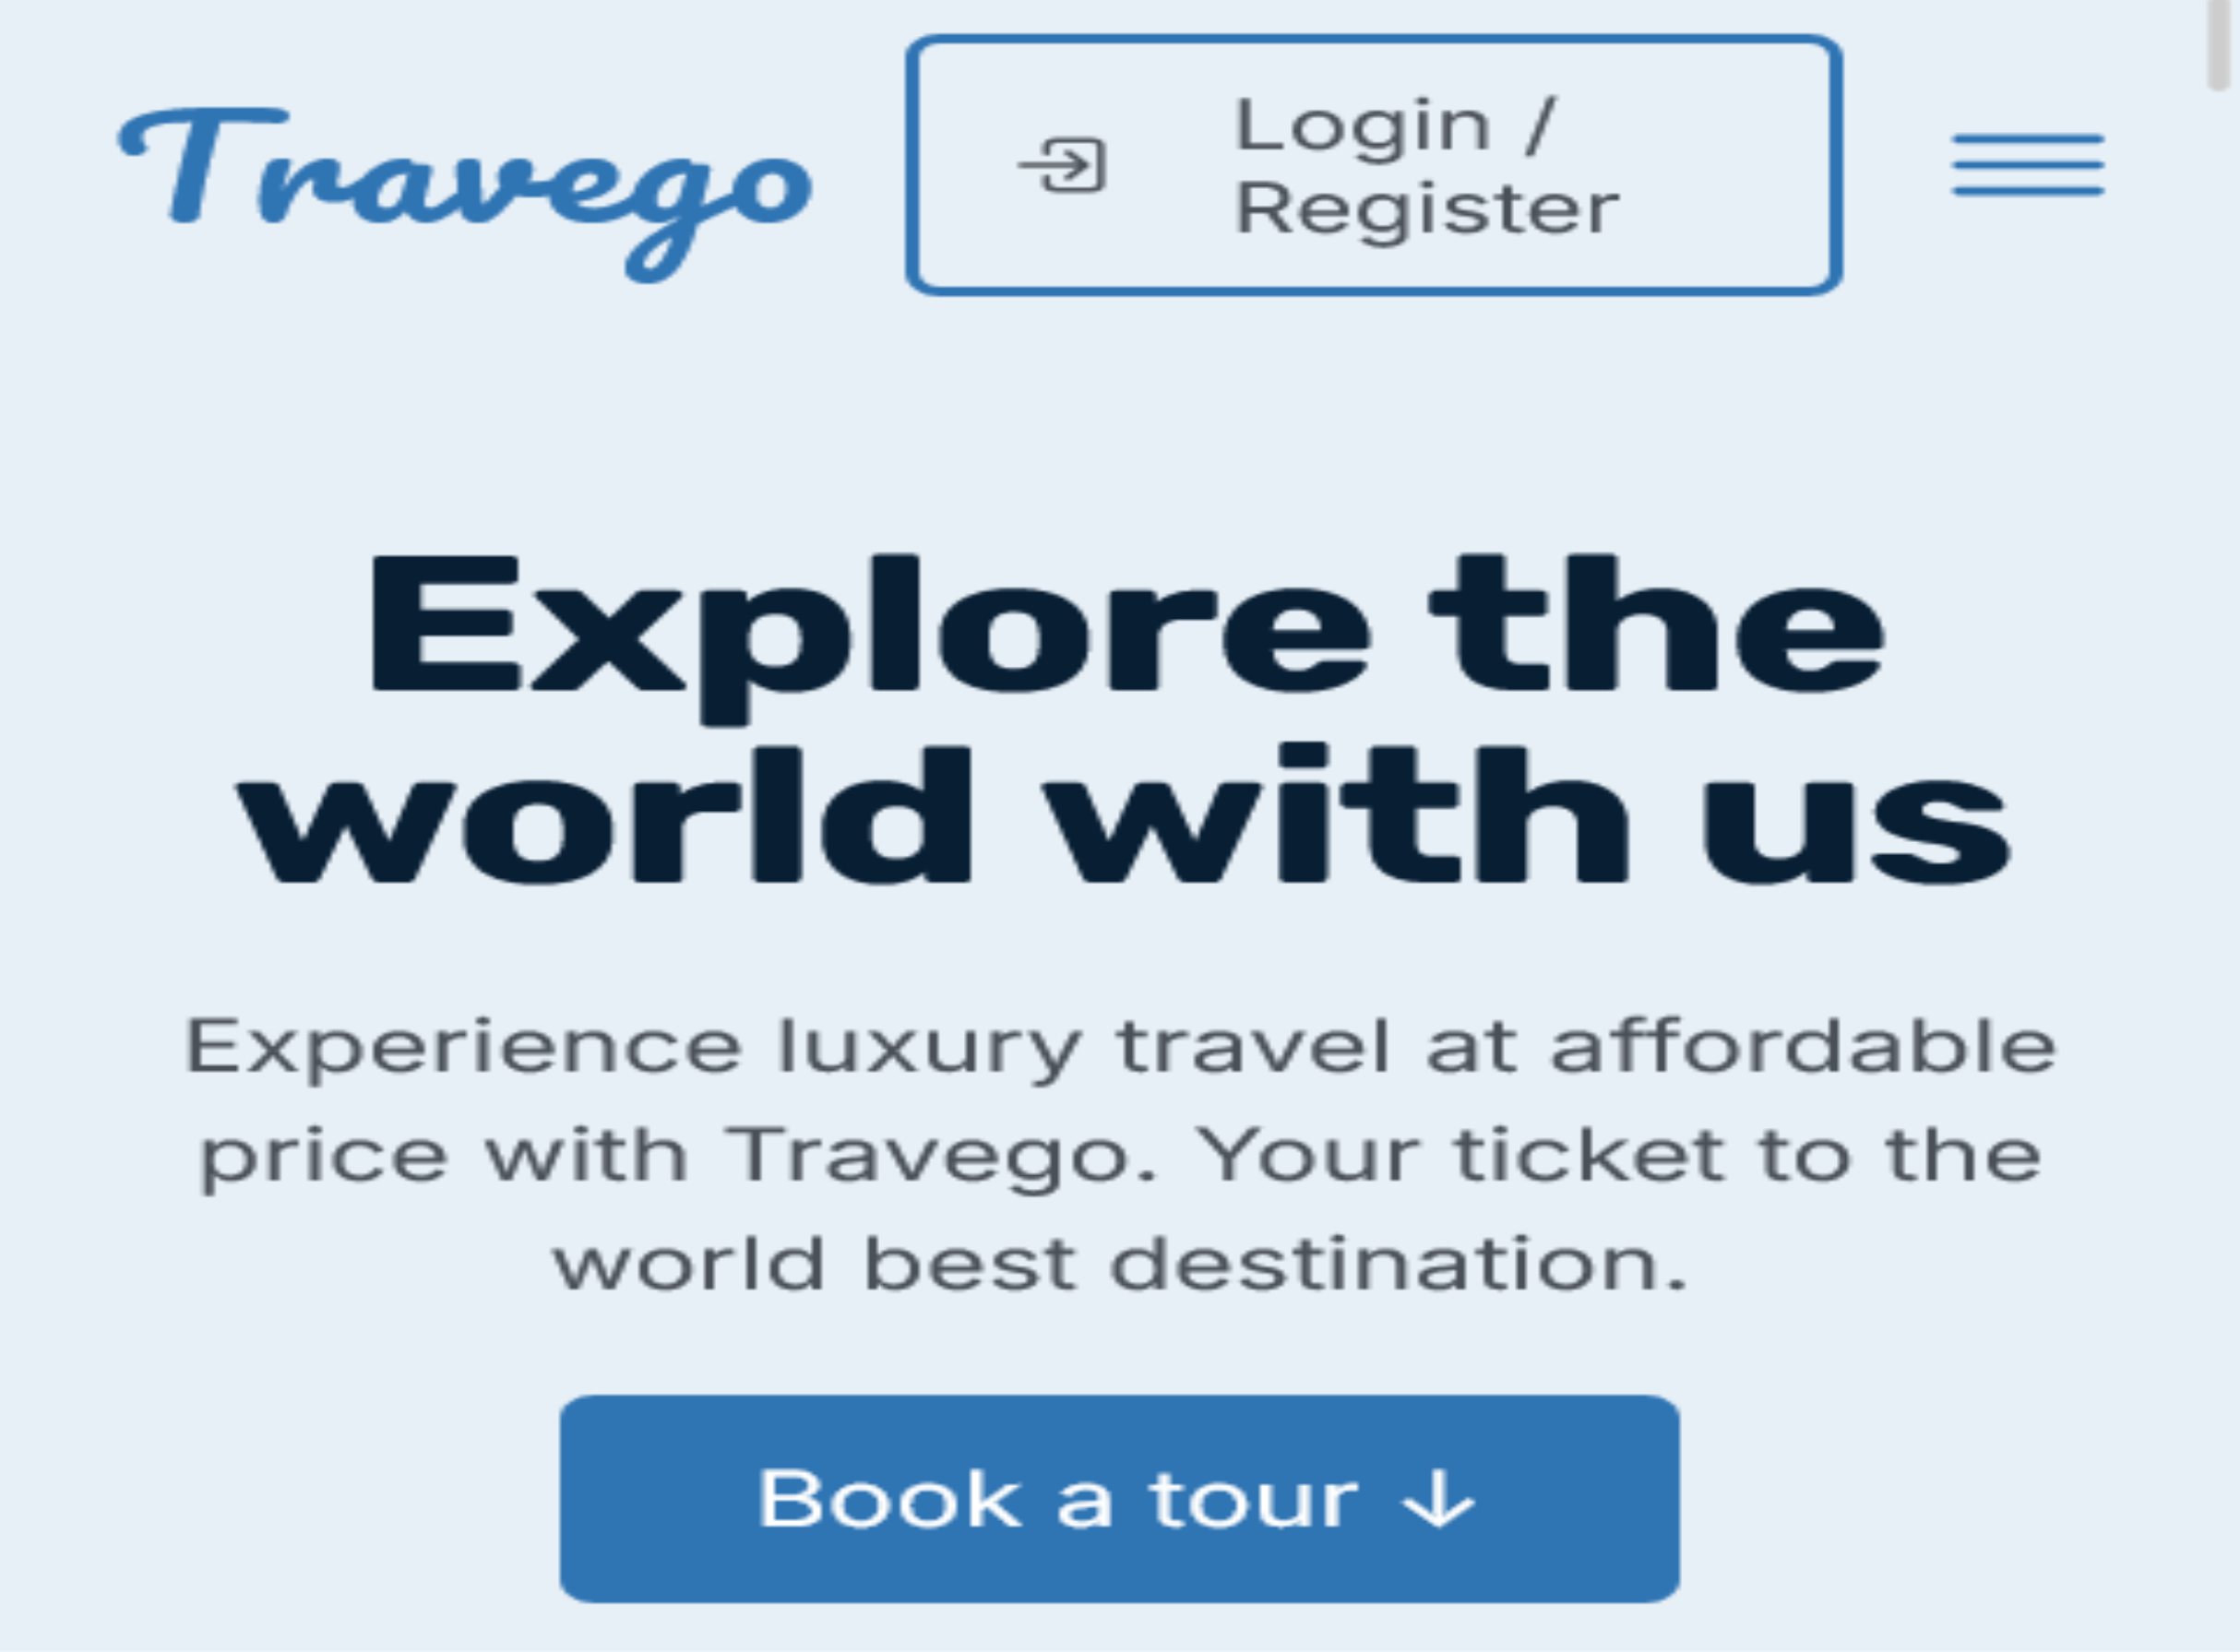 Travego
Login /
Register
Explore the
world with us
Experience luxury travel at affordable
price with Travego. Your ticket to the
world best destination.
Book a tour ↓